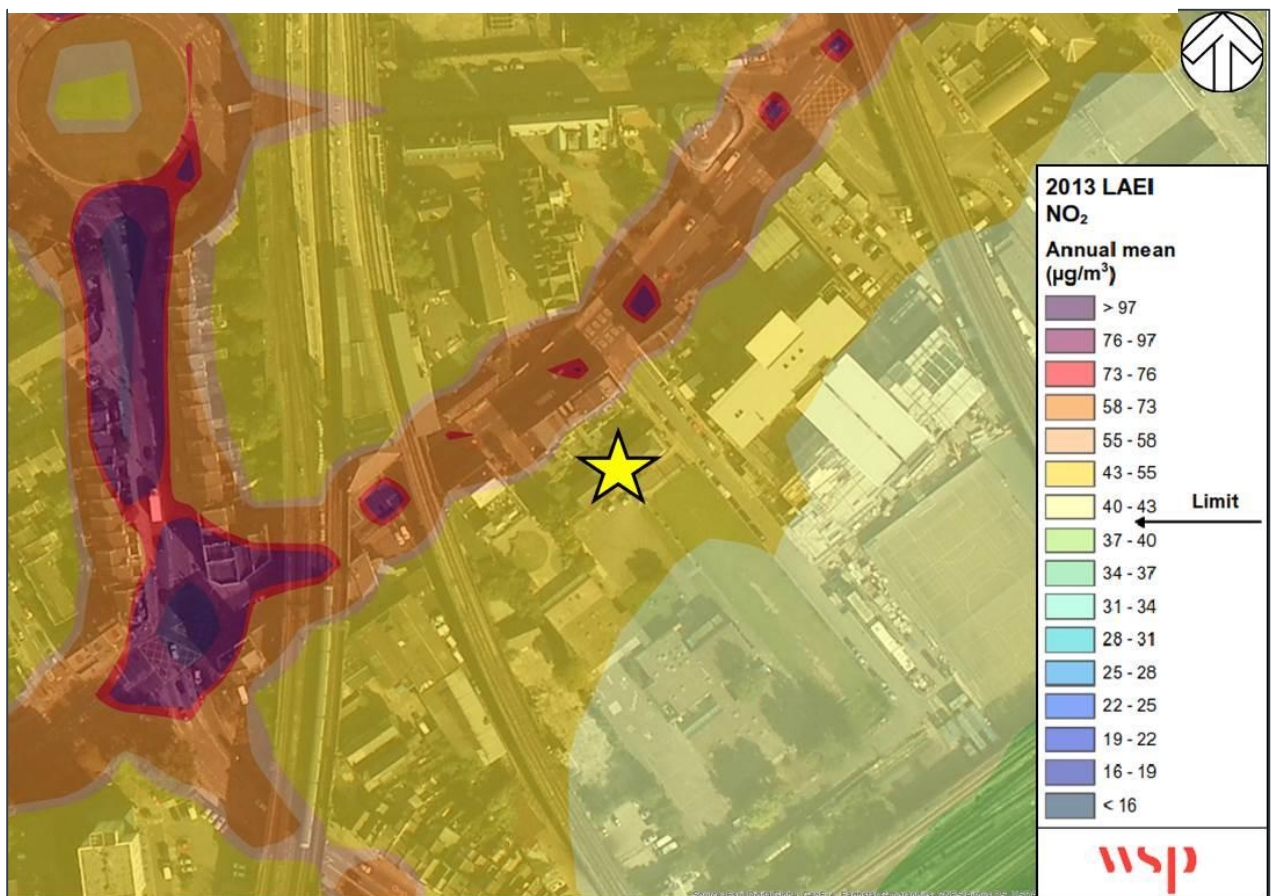 2013 LAEI
NO₂
Annual mean
(µg/m³)
> 97
76 - 97
73 - 76
58 - 73
55 - 58
43 - 55
40 - 43
Limit
37 - 40
34 - 37
31 - 34
28 - 31
25 - 28
22 - 25
19 - 22
16 - 19
< 16
wsp